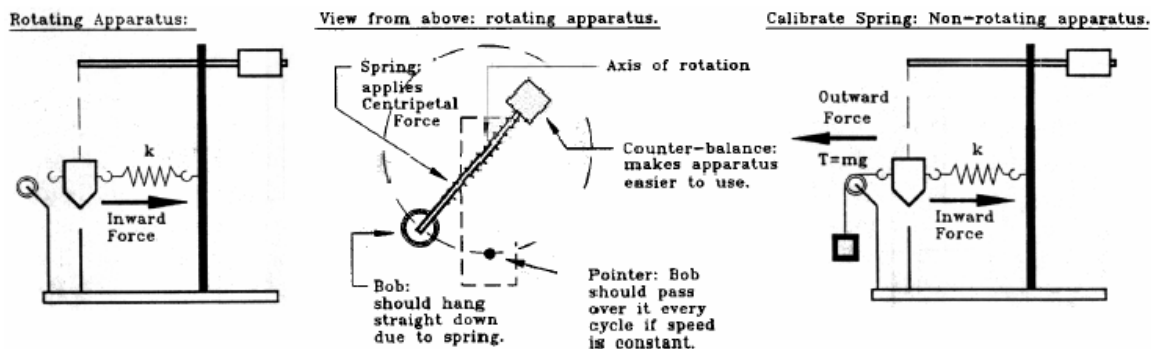 Rotating Apparatus:
k
Inward
Force
View from above: rotating apparatus.
Spring:
applies
Centripetal
Force
Axis of rotation
Counter-balance:
makes apparatus
easier to use.
Bob:
should hang
straight down
due to spring.
Pointer: Bob
should pass
over it every
cycle if speed
is constant.
Calibrate Spring: Non-rotating apparatus.
Outward
Force
T=mg
k
Inward
Force